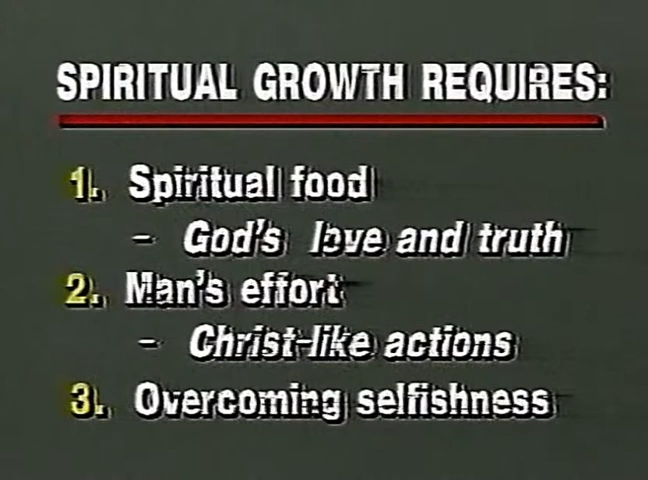 SPIRITUAL GROWTH REQUIRES:
1. Spiritual food
- God's love and truth
2. Man's effort
- Christ-like actions
3. Overcoming selfishness